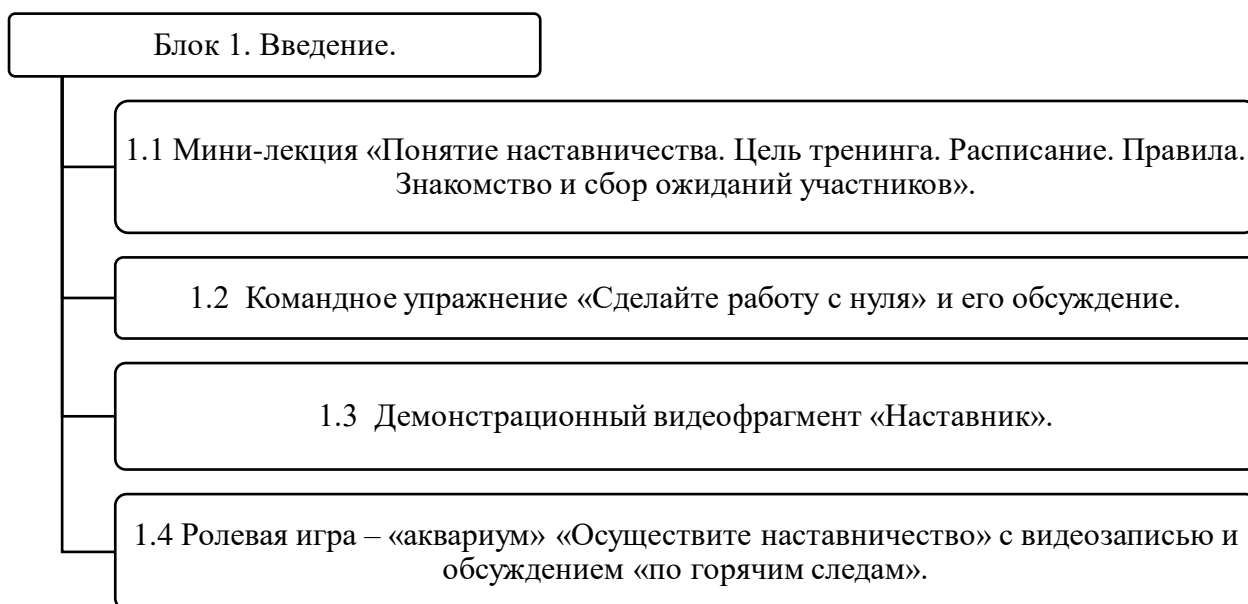 Блок 1. Введение.
1.1 Мини-лекция «Понятие наставничества. Цель тренинга. Расписание. Правила.
Знакомство и сбор ожиданий участников».
1.2 Командное упражнение «Сделайте работу с нуля» и его обсуждение.
1.3 Демонстрационный видеофрагмент «Наставник».
1.4 Ролевая игра – «аквариум» «Осуществите наставничество» с видеозаписью и
обсуждением «по горячим следам».